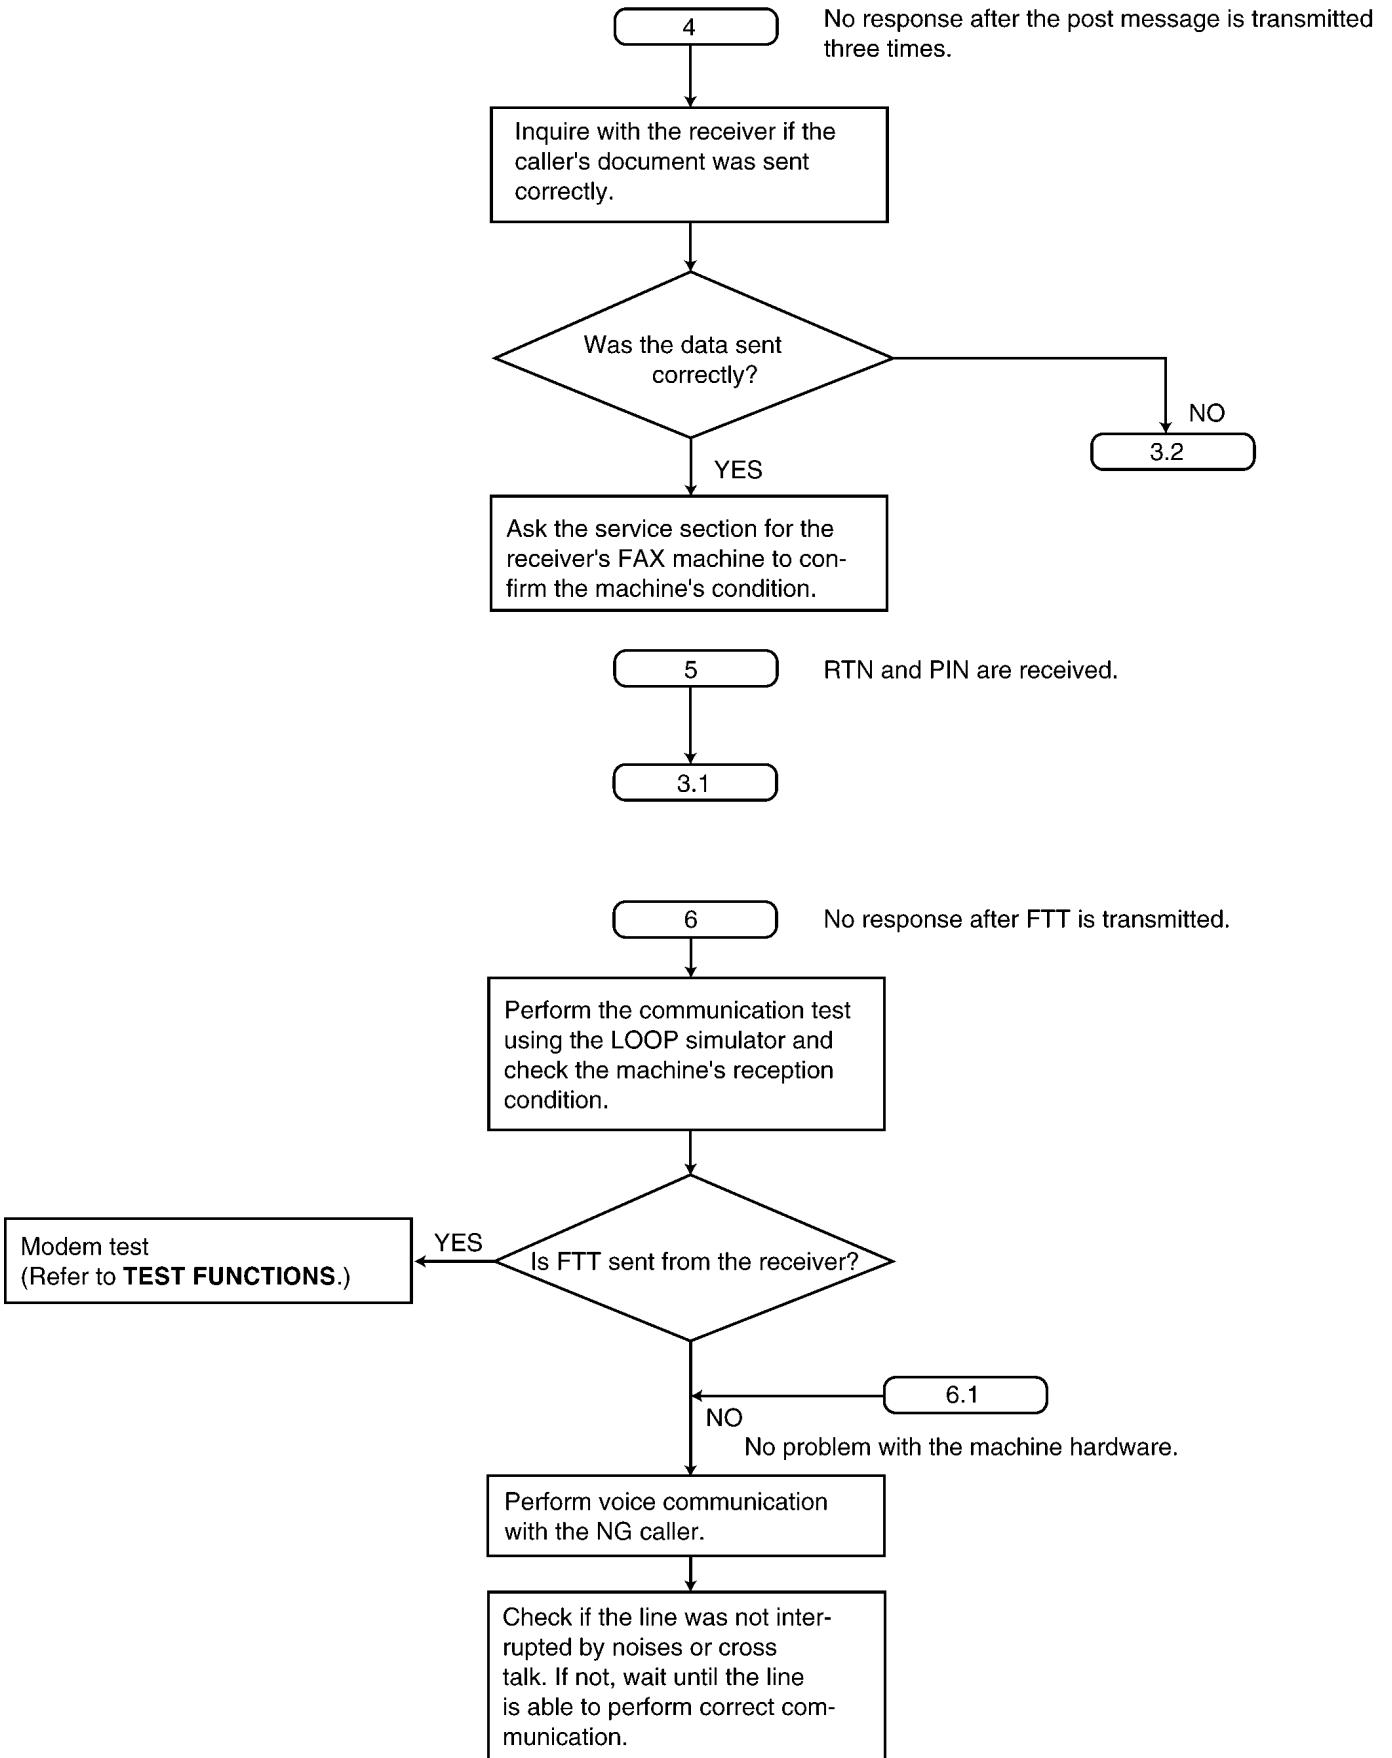 4
No response after the post message is transmitted
three times.
Inquire with the receiver if the
caller's document was sent
correctly.
Was the data sent
correctly?
NO
3.2
YES
Ask the service section for the
receiver's FAX machine to con-
firm the machine's condition.
5
RTN and PIN are received.
3.1
6
No response after FTT is transmitted.
Perform the communication test
using the LOOP simulator and
check the machine's reception
condition.
Modem test
(Refer to TEST FUNCTIONS.)
YES
Is FTT sent from the receiver?
6.1
NO
No problem with the machine hardware.
Perform voice communication
with the NG caller.
Check if the line was not inter-
rupted by noises or cross
talk. If not, wait until the line
is able to perform correct com-
munication.